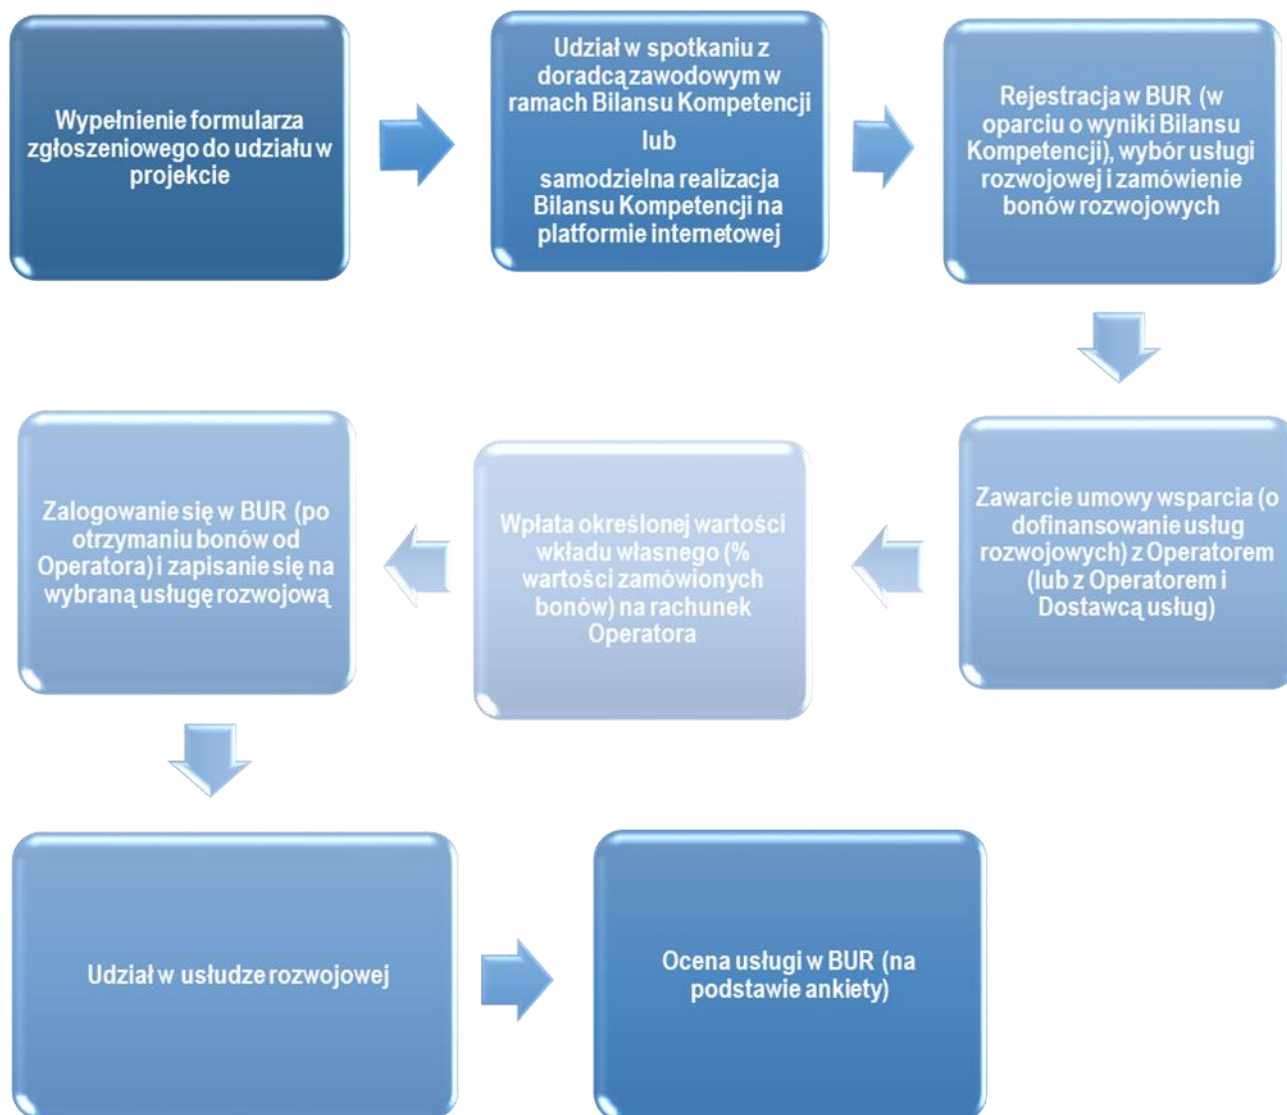 Wypełnienie formularza
zgłoszeniowego do udziału w
projekcie
Udział w spotkaniu z
doradcą zawodowym w
ramach Bilansu Kompetencji
lub
samodzielna realizacja
Bilansu Kompetencji na
platformie internetowej
Rejestracja w BUR (w
oparciu o wyniki Bilansu
Kompetencji), wybór usługi
rozwojowej i zamówienie
bonów rozwojowych
Zawarcie umowy wsparcia (o
dofinansowanie usług
rozwojowych) z Operatorem
(lub z Operatorem i
Dostawcą usług)
Wpłata określonej wartości
wkładu własnego (%
wartości zamówionych
bonów) na rachunek
Operatora
Zalogowanie się w BUR (po
otrzymaniu bonów od
Operatora) i zapisanie się na
wybraną usługę rozwojową
Udział w usłudze rozwojowej
Ocena usługi w BUR (na
podstawie ankiety)